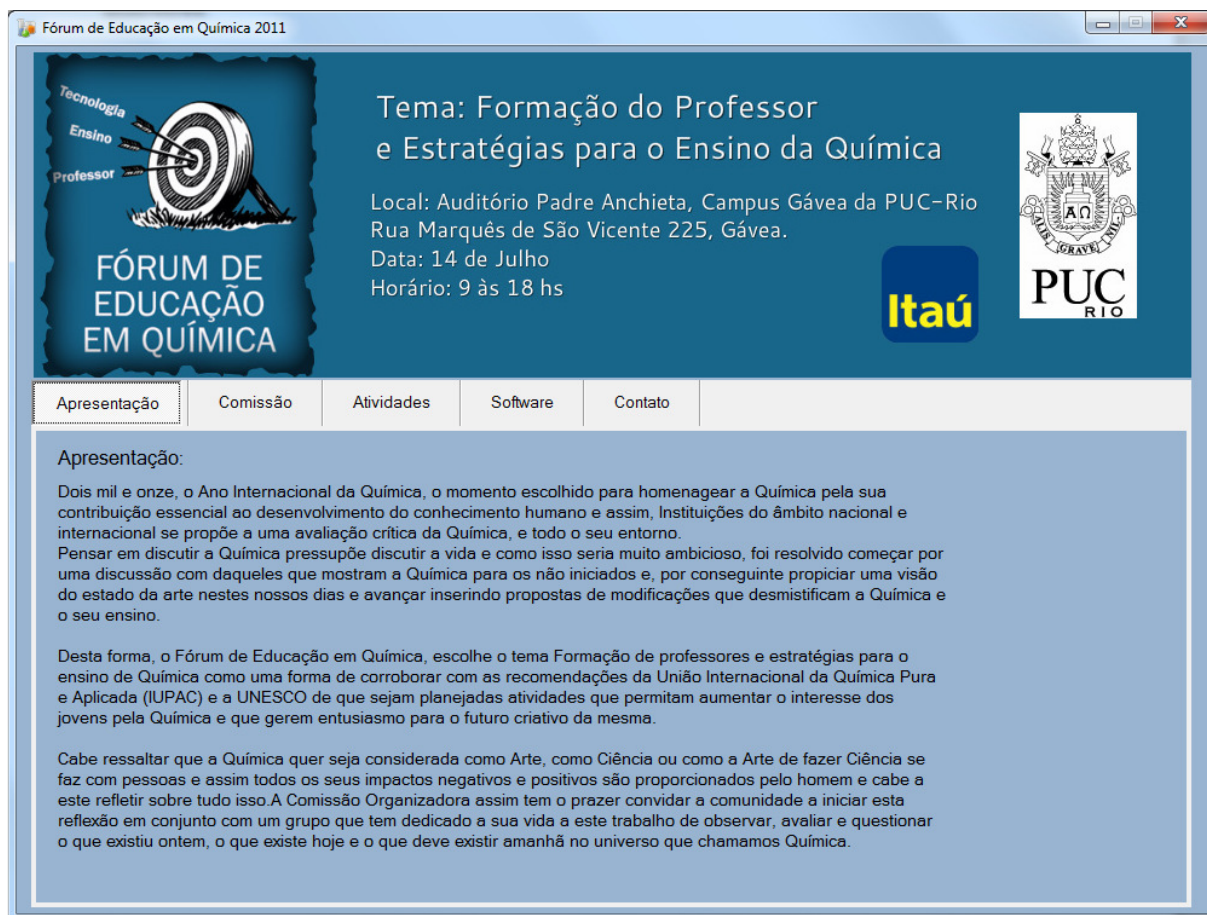 Fórum de Educação em Química 2011
Tecnologia
Ensino
Professor
FÓRUM DE
EDUCAÇÃO
EM QUÍMICA
Tema: Formação do Professor
e Estratégias para o Ensino da Química
Local: Auditório Padre Anchieta, Campus Gávea da PUC-Rio
Rua Marquês de São Vicente 225, Gávea.
Data: 14 de Julho
Horário: 9 às 18 hs
Itaú
ΑΩ
ALIS GRAVE NIL
PUC
RIO
Apresentação
Comissão
Atividades
Software
Contato
Apresentação:
Dois mil e onze, o Ano Internacional da Química, o momento escolhido para homenagear a Química pela sua
contribuição essencial ao desenvolvimento do conhecimento humano e assim, Instituições do âmbito nacional e
internacional se propõe a uma avaliação crítica da Química, e todo o seu entorno.
Pensar em discutir a Química pressupõe discutir a vida e como isso seria muito ambicioso, foi resolvido começar por
uma discussão com daqueles que mostram a Química para os não iniciados e, por conseguinte propiciar uma visão
do estado da arte nestes nossos dias e avançar inserindo propostas de modificações que desmistificam a Química e
o seu ensino.
Desta forma, o Fórum de Educação em Química, escolhe o tema Formação de professores e estratégias para o
ensino de Química como uma forma de corroborar com as recomendações da União Internacional da Química Pura
e Aplicada (IUPAC) e a UNESCO de que sejam planejadas atividades que permitam aumentar o interesse dos
jovens pela Química e que gerem entusiasmo para o futuro criativo da mesma.
Cabe ressaltar que a Química quer seja considerada como Arte, como Ciência ou como a Arte de fazer Ciência se
faz com pessoas e assim todos os seus impactos negativos e positivos são proporcionados pelo homem e cabe a
este refletir sobre tudo isso.A Comissão Organizadora assim tem o prazer convidar a comunidade a iniciar esta
reflexão em conjunto com um grupo que tem dedicado a sua vida a este trabalho de observar, avaliar e questionar
o que existiu ontem, o que existe hoje e o que deve existir amanhã no universo que chamamos Química.